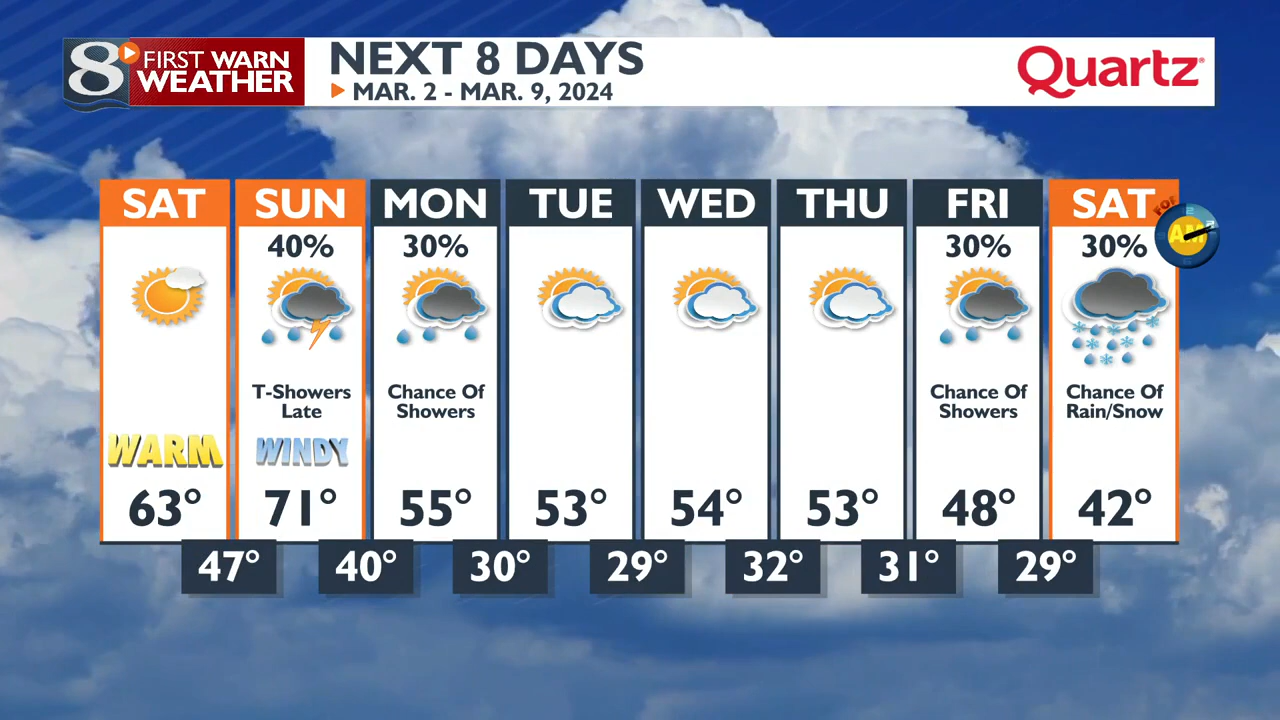 8 FIRST WARN
WEATHER
NEXT 8 DAYS
MAR. 2 - MAR. 9, 2024
Quartz®
SAT SUN MON TUE WED THU FRI SAT
40% 30% 30% 30%
T-Showers
Late
Chance Of
Showers
Chance Of
Showers
Chance Of
Rain/Snow
WARM WINDY
63° 71° 55° 53° 54° 53° 48° 42°
47° 40° 30° 29° 32° 31° 29°
AM